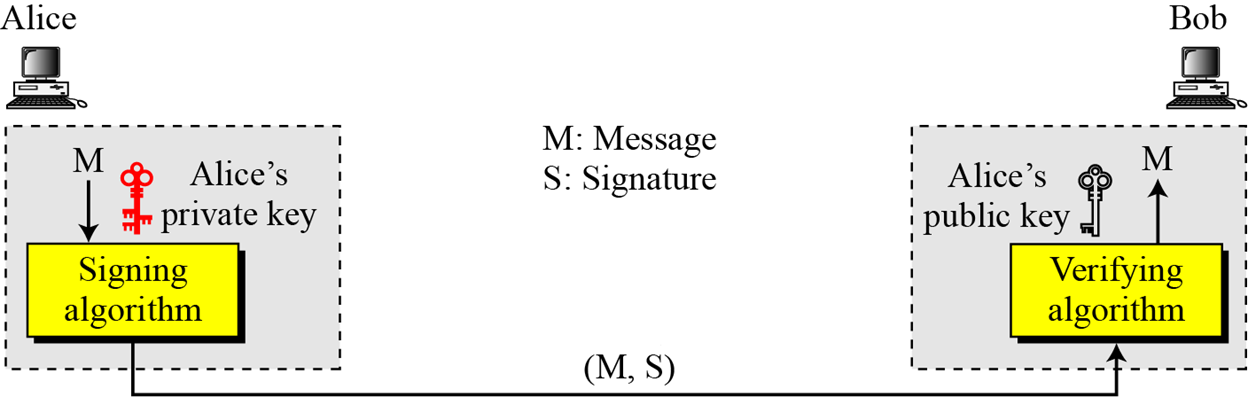 Alice
Bob
M: Message
S: Signature
M
Alice’s
private key
Signing
algorithm
Alice’s
public key
M
Verifying
algorithm
(M, S)